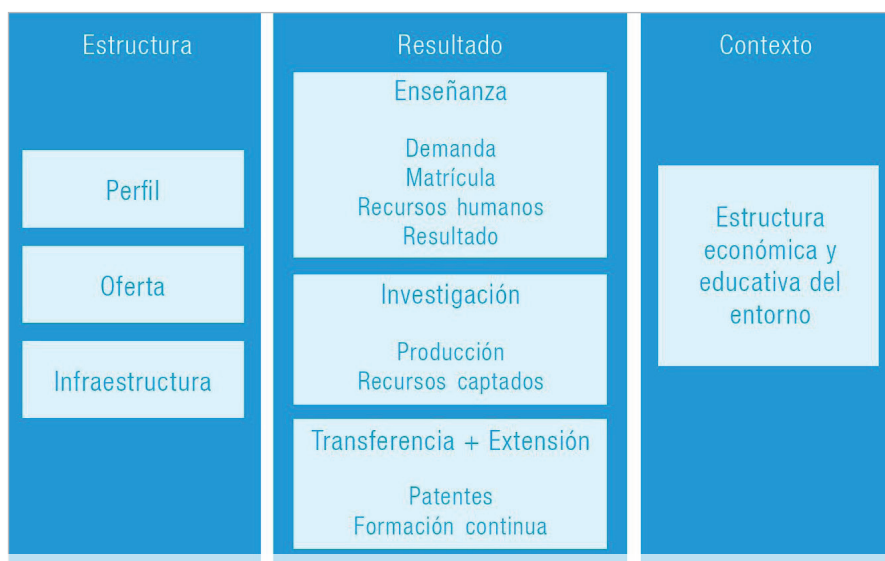 Estructura
Perfil
Oferta
Infraestructura
Resultado
Enseñanza
Demanda
Matrícula
Recursos humanos
Resultado
Investigación
Producción
Recursos captados
Transferencia + Extensión
Patentes
Formación continua
Contexto
Estructura
económica y
educativa del
entorno